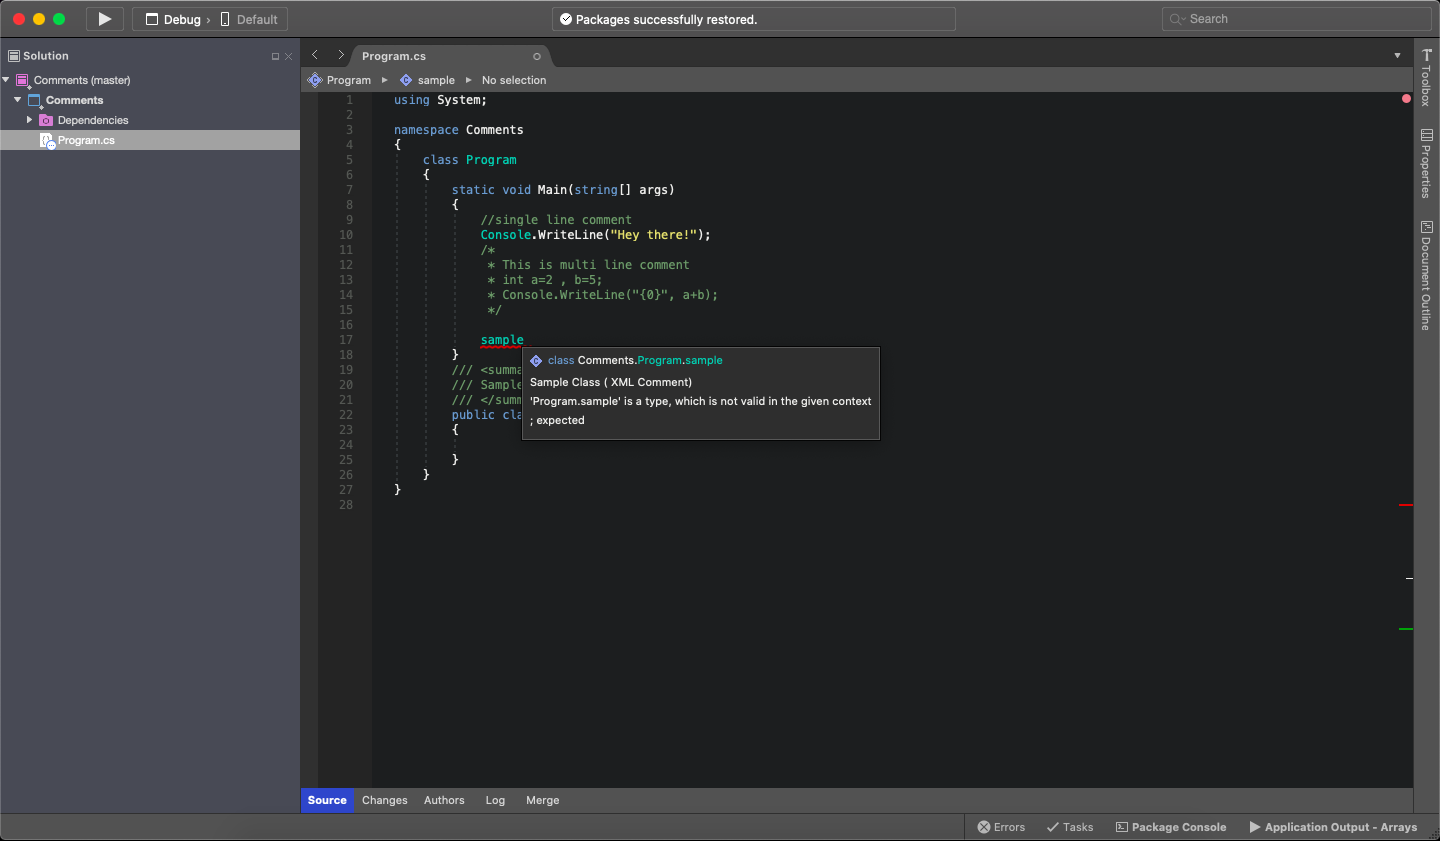 Debug › Default
Packages successfully restored.
Search
Solution
Comments (master)
Comments
Dependencies
Program.cs
Program.cs
Program ▸ sample ▸ No selection
1 using System;
2
3 namespace Comments
4 {
5 class Program
6 {
7 static void Main(string[] args)
8 {
9 //single line comment
10 Console.WriteLine("Hey there!");
11 /*
12 * This is multi line comment
13 * int a=2 , b=5;
14 * Console.WriteLine("{0}", a+b);
15 */
16
17 sample
18 }
19 /// <summa
20 /// Sample
21 /// </summ
22 public cla
23 {
24
25 }
26 }
27 }
28
class Comments.Program.sample
Sample Class ( XML Comment)
'Program.sample' is a type, which is not valid in the given context
; expected
Toolbox
Properties
Document Outline
Source Changes Authors Log Merge
Errors Tasks Package Console Application Output - Arrays